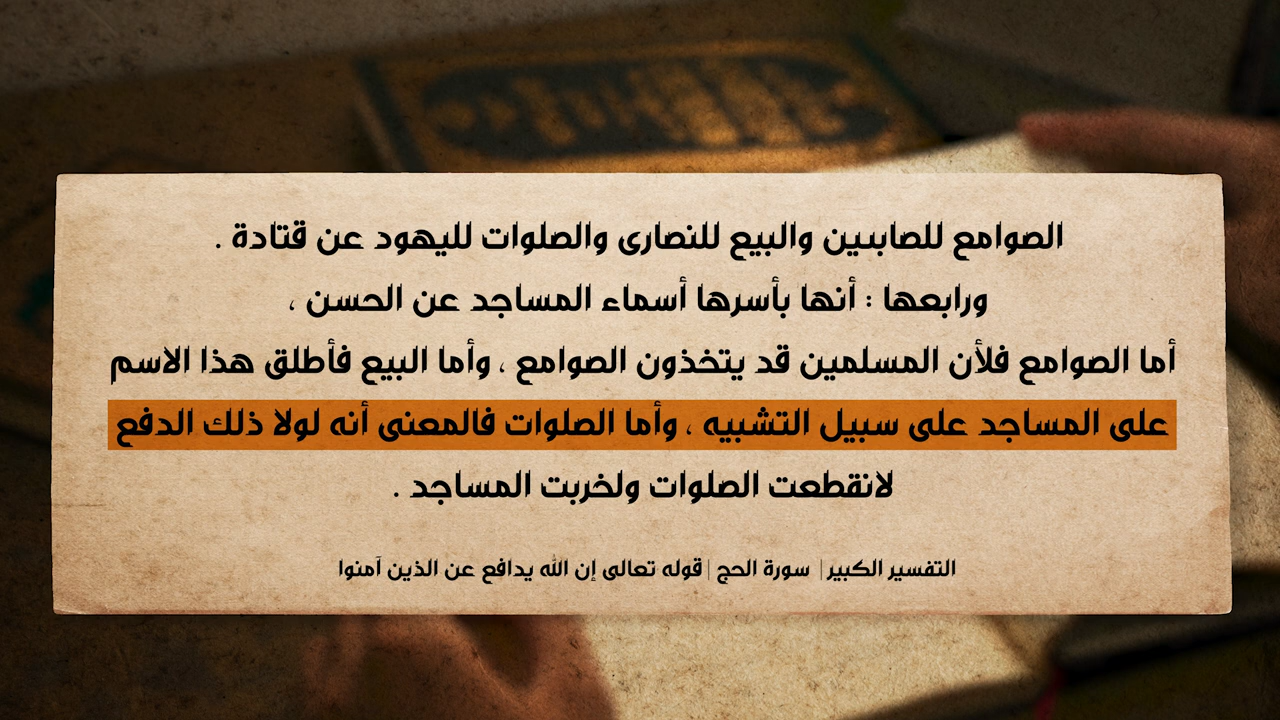 الصوامع للصابىين والبيع للنصارى والصلوات لليهود عن قتادة .
ورابعها : أنها بأسرها أسماء المساجد عن الحسن ،
أما الصوامع فلأن المسلمين قد يتخذون الصوامع ، وأما البيع فأطلق هذا الاسم
على المساجد على سبيل التشبيه ، وأما الصلوات فالمعنى أنه لولا ذلك الدفع
لانقطعت الصلوات ولخربت المساجد .
التفسير الكبير | سورة الحج | قوله تعالى إن الله يدافع عن الذين آمنوا